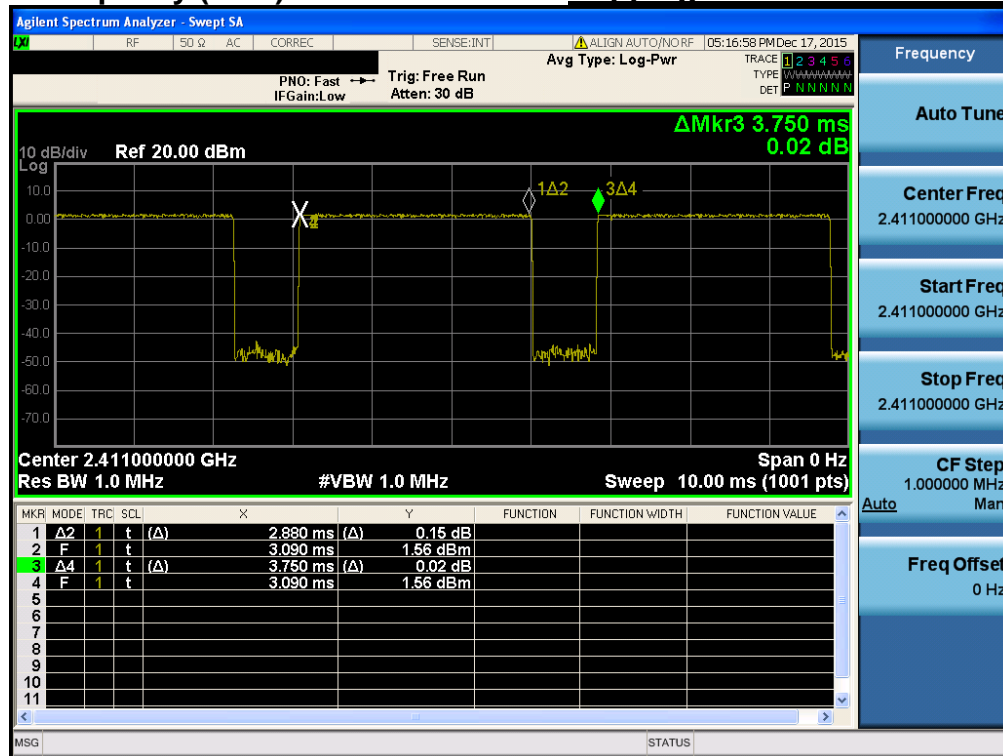 Agilent Spectrum Analyzer - Swept SA
LXI RF 50 Ω AC CORREC SENSE:INT ALIGN AUTO/NO RF 05:16:58 PM Dec 17, 2015
PNO: Fast
IFGain:Low
Trig: Free Run
Atten: 30 dB
Avg Type: Log-Pwr
TRACE 1 2 3 4 5 6
TYPE WWWWWW
DET P N N N N N
ΔMkr3 3.750 ms
0.02 dB
10 dB/div Ref 20.00 dBm
Log
10.0
0.00
-10.0
-20.0
-30.0
-40.0
-50.0
-60.0
-70.0
X
4
1Δ2
3Δ4
Center 2.411000000 GHz Span 0 Hz
Res BW 1.0 MHz #VBW 1.0 MHz Sweep 10.00 ms (1001 pts)
MKR MODE TRC SCL X Y FUNCTION FUNCTION WIDTH FUNCTION VALUE
1 Δ2 1 t (Δ) 2.880 ms (Δ) 0.15 dB
2 F 1 t 3.090 ms 1.56 dBm
3 Δ4 1 t (Δ) 3.750 ms (Δ) 0.02 dB
4 F 1 t 3.090 ms 1.56 dBm
5
6
7
8
9
10
11
MSG STATUS
Frequency
Auto Tune
Center Freq
2.411000000 GHz
Start Freq
2.411000000 GHz
Stop Freq
2.411000000 GHz
CF Step
1.000000 MHz
Auto Man
Freq Offset
0 Hz